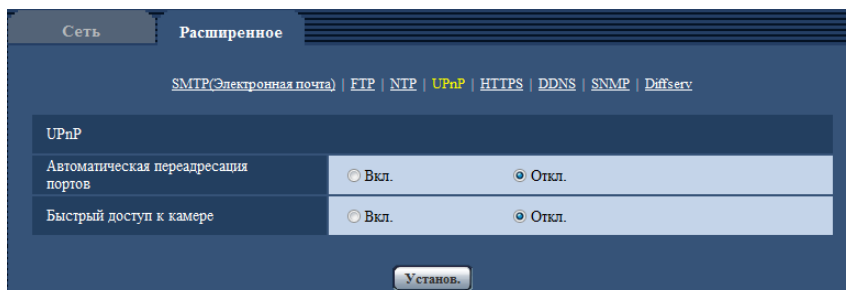 Сеть Расширенное
SMTP(Электронная почта) | FTP | NTP | UPnP | HTTPS | DDNS | SNMP | Diffserv
UPnP
Автоматическая переадресация
портов
Вкл. Откл.
Быстрый доступ к камере
Вкл. Откл.
Установ.